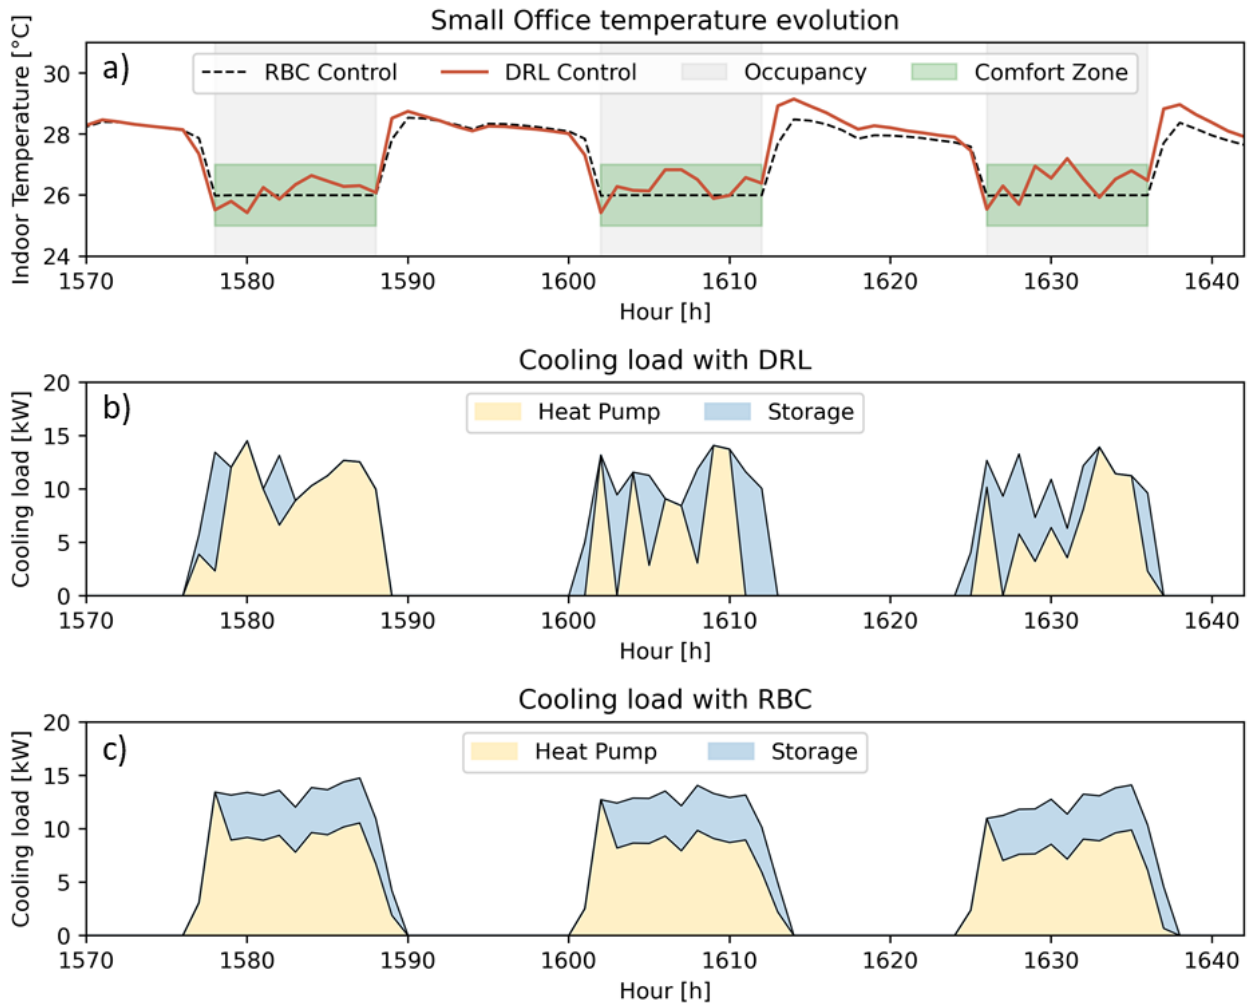 Small Office temperature evolution
a)
RBC Control
DRL Control
Occupancy
Comfort Zone
Indoor Temperature [°C]
30
28
26
24
1570
1580
1590
1600
1610
1620
1630
1640
Hour [h]
Cooling load with DRL
b)
Heat Pump
Storage
Cooling load [kW]
20
15
10
5
0
1570
1580
1590
1600
1610
1620
1630
1640
Hour [h]
Cooling load with RBC
c)
Heat Pump
Storage
Cooling load [kW]
20
15
10
5
0
1570
1580
1590
1600
1610
1620
1630
1640
Hour [h]